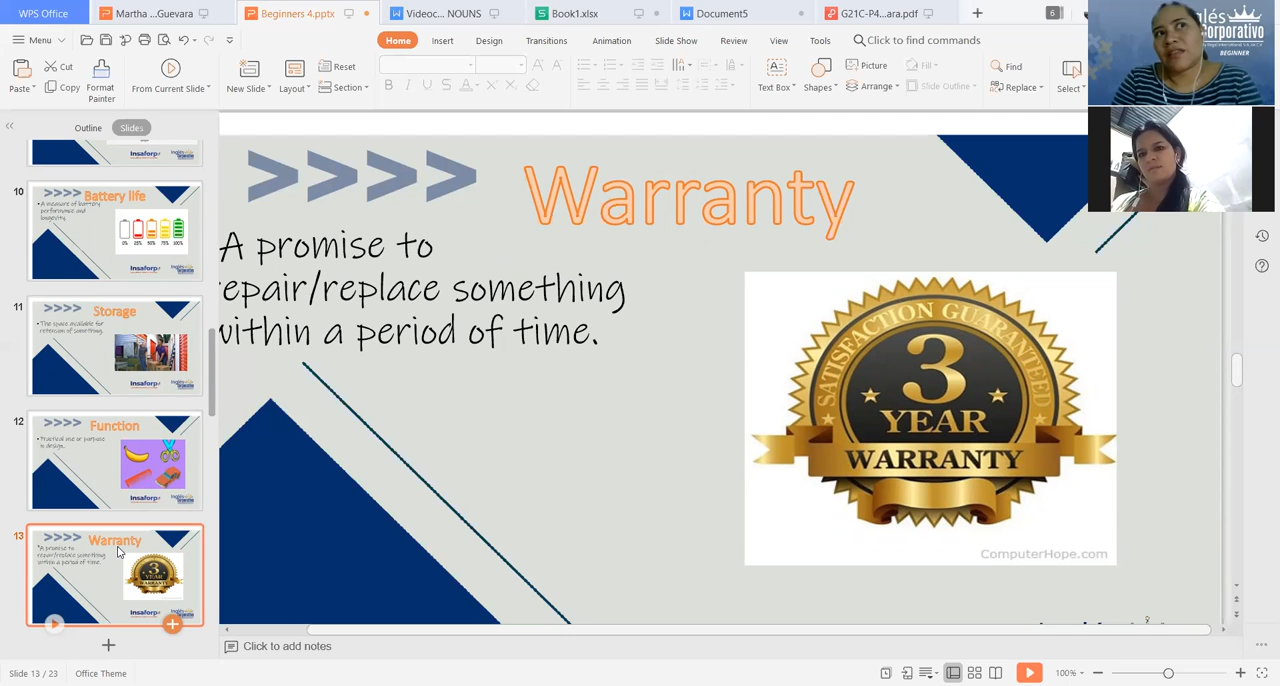 WPS Office
Martha ...Guevara
Beginners 4.pptx
Videoc... NOUNS
Book1.xlsx
Document5
G21C-P4...ara.pdf
6
Menu
Home
Insert
Design
Transitions
Animation
Slide Show
Review
View
Tools
Click to find commands
Paste
Cut
Copy
Format
Painter
From Current Slide
New Slide
Layout
Reset
Section
B I U S A
Text Box
Shapes
Picture
Arrange
Fill
Slide Outline
Find
Replace
Select
Inglés
Corporativo
BEGINNER
Outline
Slides
10
>>>> Battery life
A measure of battery
performance and
longevity.
0% 25% 50% 75% 100%
Insaforp
11
>>>> Storage
The space available for
retention of something.
Insaforp
12
>>>> Function
Practical use or purpose
in design.
Insaforp
13
>>>> Warranty
A promise to
repair/replace something
within a period of time.
3
YEAR
WARRANTY
Insaforp
>>>> Warranty
A promise to
repair/replace something
within a period of time.
SATISFACTION GUARANTEED
3
YEAR
WARRANTY
ComputerHope.com
Click to add notes
Slide 13 / 23
Office Theme
100%